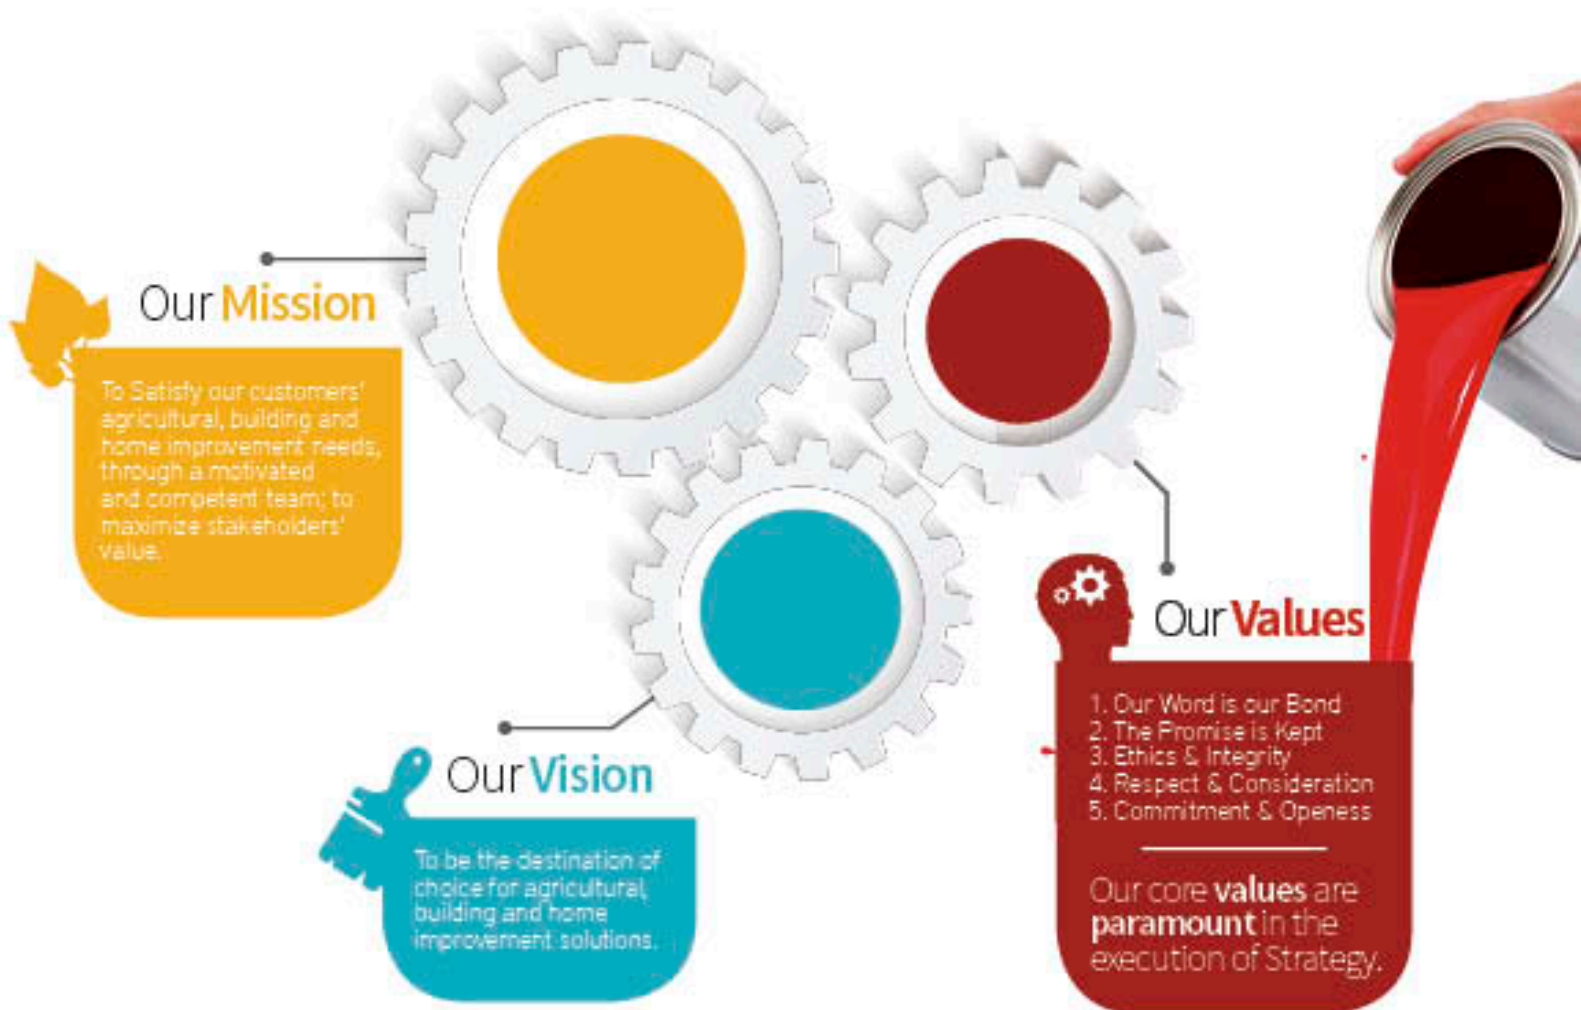 Our Mission
To Satisfy our customers'
agricultural, building and
home improvement needs,
through a motivated
and competent team; to
maximize stakeholders'
value.
Our Vision
To be the destination of
choice for agricultural,
building and home
improvement solutions.
Our Values
1. Our Word is our Bond
2. The Promise is Kept
3. Ethics & Integrity
4. Respect & Consideration
5. Commitment & Openess
Our core values are
paramount in the
execution of Strategy.